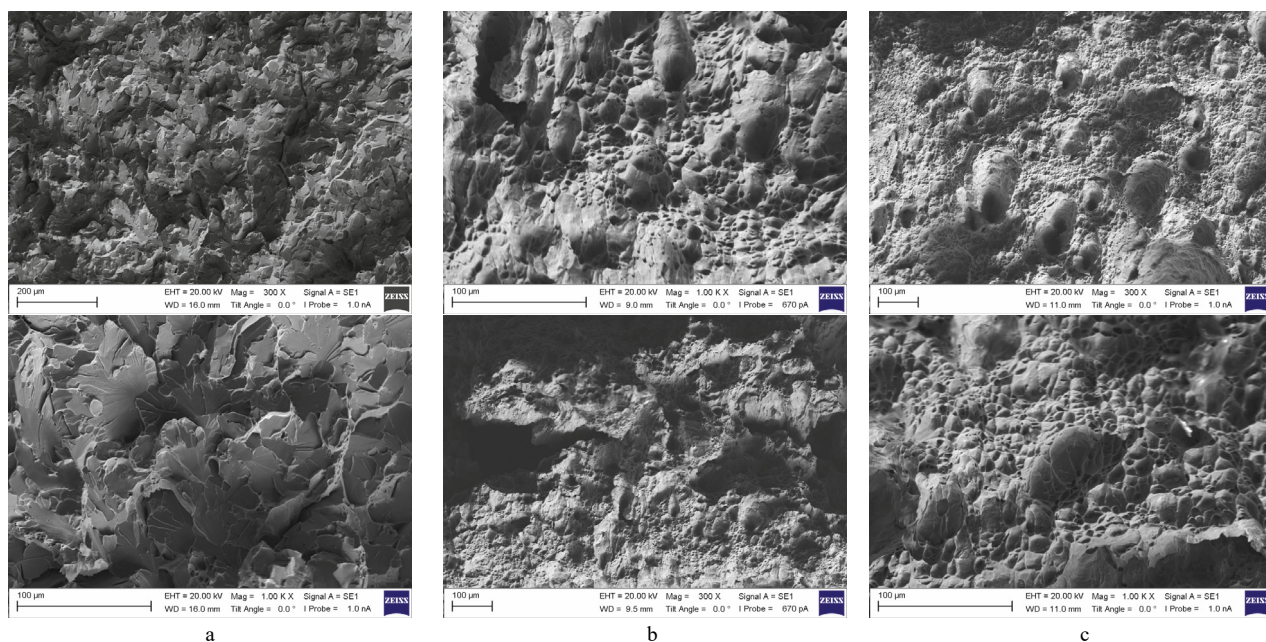 200 µm EHT = 20.00 kV Mag = 300 X Signal A = SE1
WD = 16.0 mm Tilt Angle = 0.0 ° I Probe = 1.0 nA ZEISS
100 µm EHT = 20.00 kV Mag = 1.00 K X Signal A = SE1
WD = 9.0 mm Tilt Angle = 0.0 ° I Probe = 670 pA ZEISS
100 µm EHT = 20.00 kV Mag = 300 X Signal A = SE1
WD = 11.0 mm Tilt Angle = 0.0 ° I Probe = 1.0 nA ZEISS
100 µm EHT = 20.00 kV Mag = 1.00 K X Signal A = SE1
WD = 16.0 mm Tilt Angle = 0.0 ° I Probe = 1.0 nA ZEISS
100 µm EHT = 20.00 kV Mag = 300 X Signal A = SE1
WD = 9.5 mm Tilt Angle = 0.0 ° I Probe = 670 pA ZEISS
100 µm EHT = 20.00 kV Mag = 1.00 K X Signal A = SE1
WD = 11.0 mm Tilt Angle = 0.0 ° I Probe = 1.0 nA ZEISS
a b c